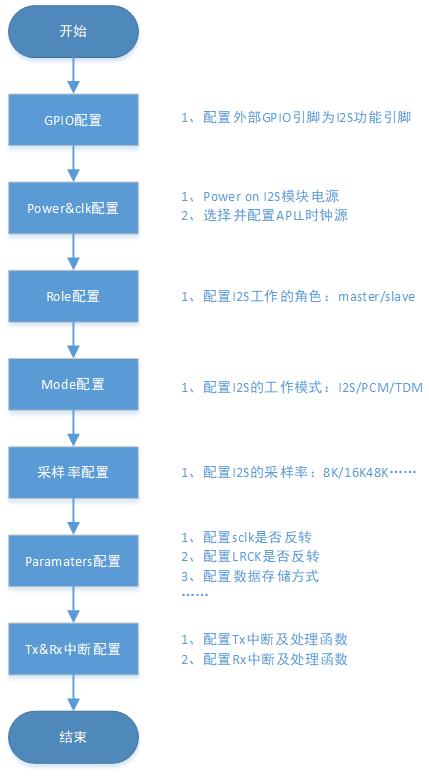 开始
GPIO配置
1、配置外部GPIO引脚为I2S功能引脚
Power&clk配置
1、Power on I2S模块电源
2、选择并配置APLL时钟源
Role配置
1、配置I2S工作的角色：master/slave
Mode配置
1、配置I2S的工作模式：I2S/PCM/TDM
采样率配置
1、配置I2S的采样率：8K/16K48K……
Paramaters配置
1、配置sclk是否反转
2、配置LRCK是否反转
3、配置数据存储方式
……
Tx&Rx中断配置
1、配置Tx中断及处理函数
2、配置Rx中断及处理函数
结束